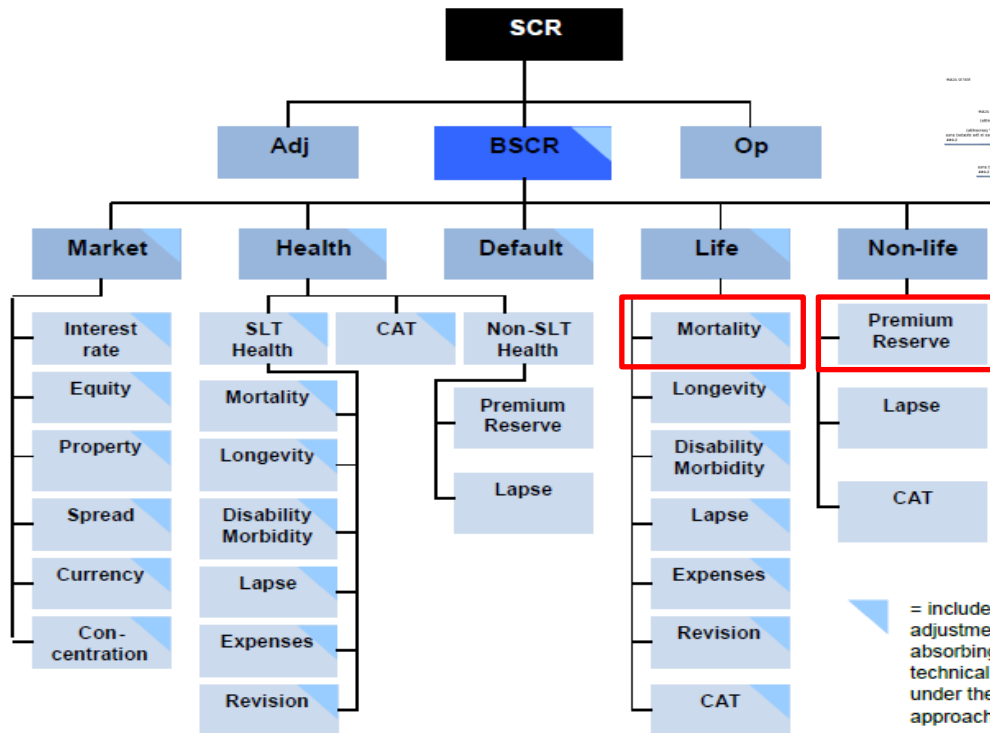 SCR
Adj
BSCR
Op
Market
Health
Default
Life
Non-life
Interest
rate
Equity
Property
Spread
Currency
Con-
centration
SLT
Health
CAT
Non-SLT
Health
Mortality
Longevity
Disability
Morbidity
Lapse
Expenses
Revision
Premium
Reserve
Lapse
Mortality
Longevity
Disability
Morbidity
Lapse
Expenses
Revision
CAT
Premium
Reserve
Lapse
CAT
= include
adjustme
absorbing
technical
under the
approach